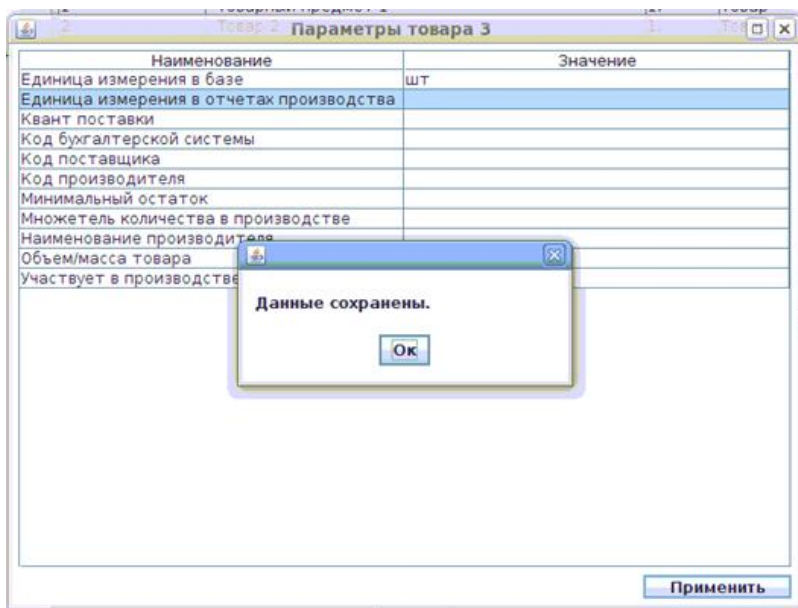 Товар 2
Параметры товара 3
Наименование Значение
Единица измерения в базе шт
Единица измерения в отчетах производства
Квант поставки
Код бухгалтерской системы
Код поставщика
Код производителя
Минимальный остаток
Множетель количества в производстве
Наименование производителя
Объем/масса товара
Участвует в производстве
Данные сохранены.
Ок
Применить